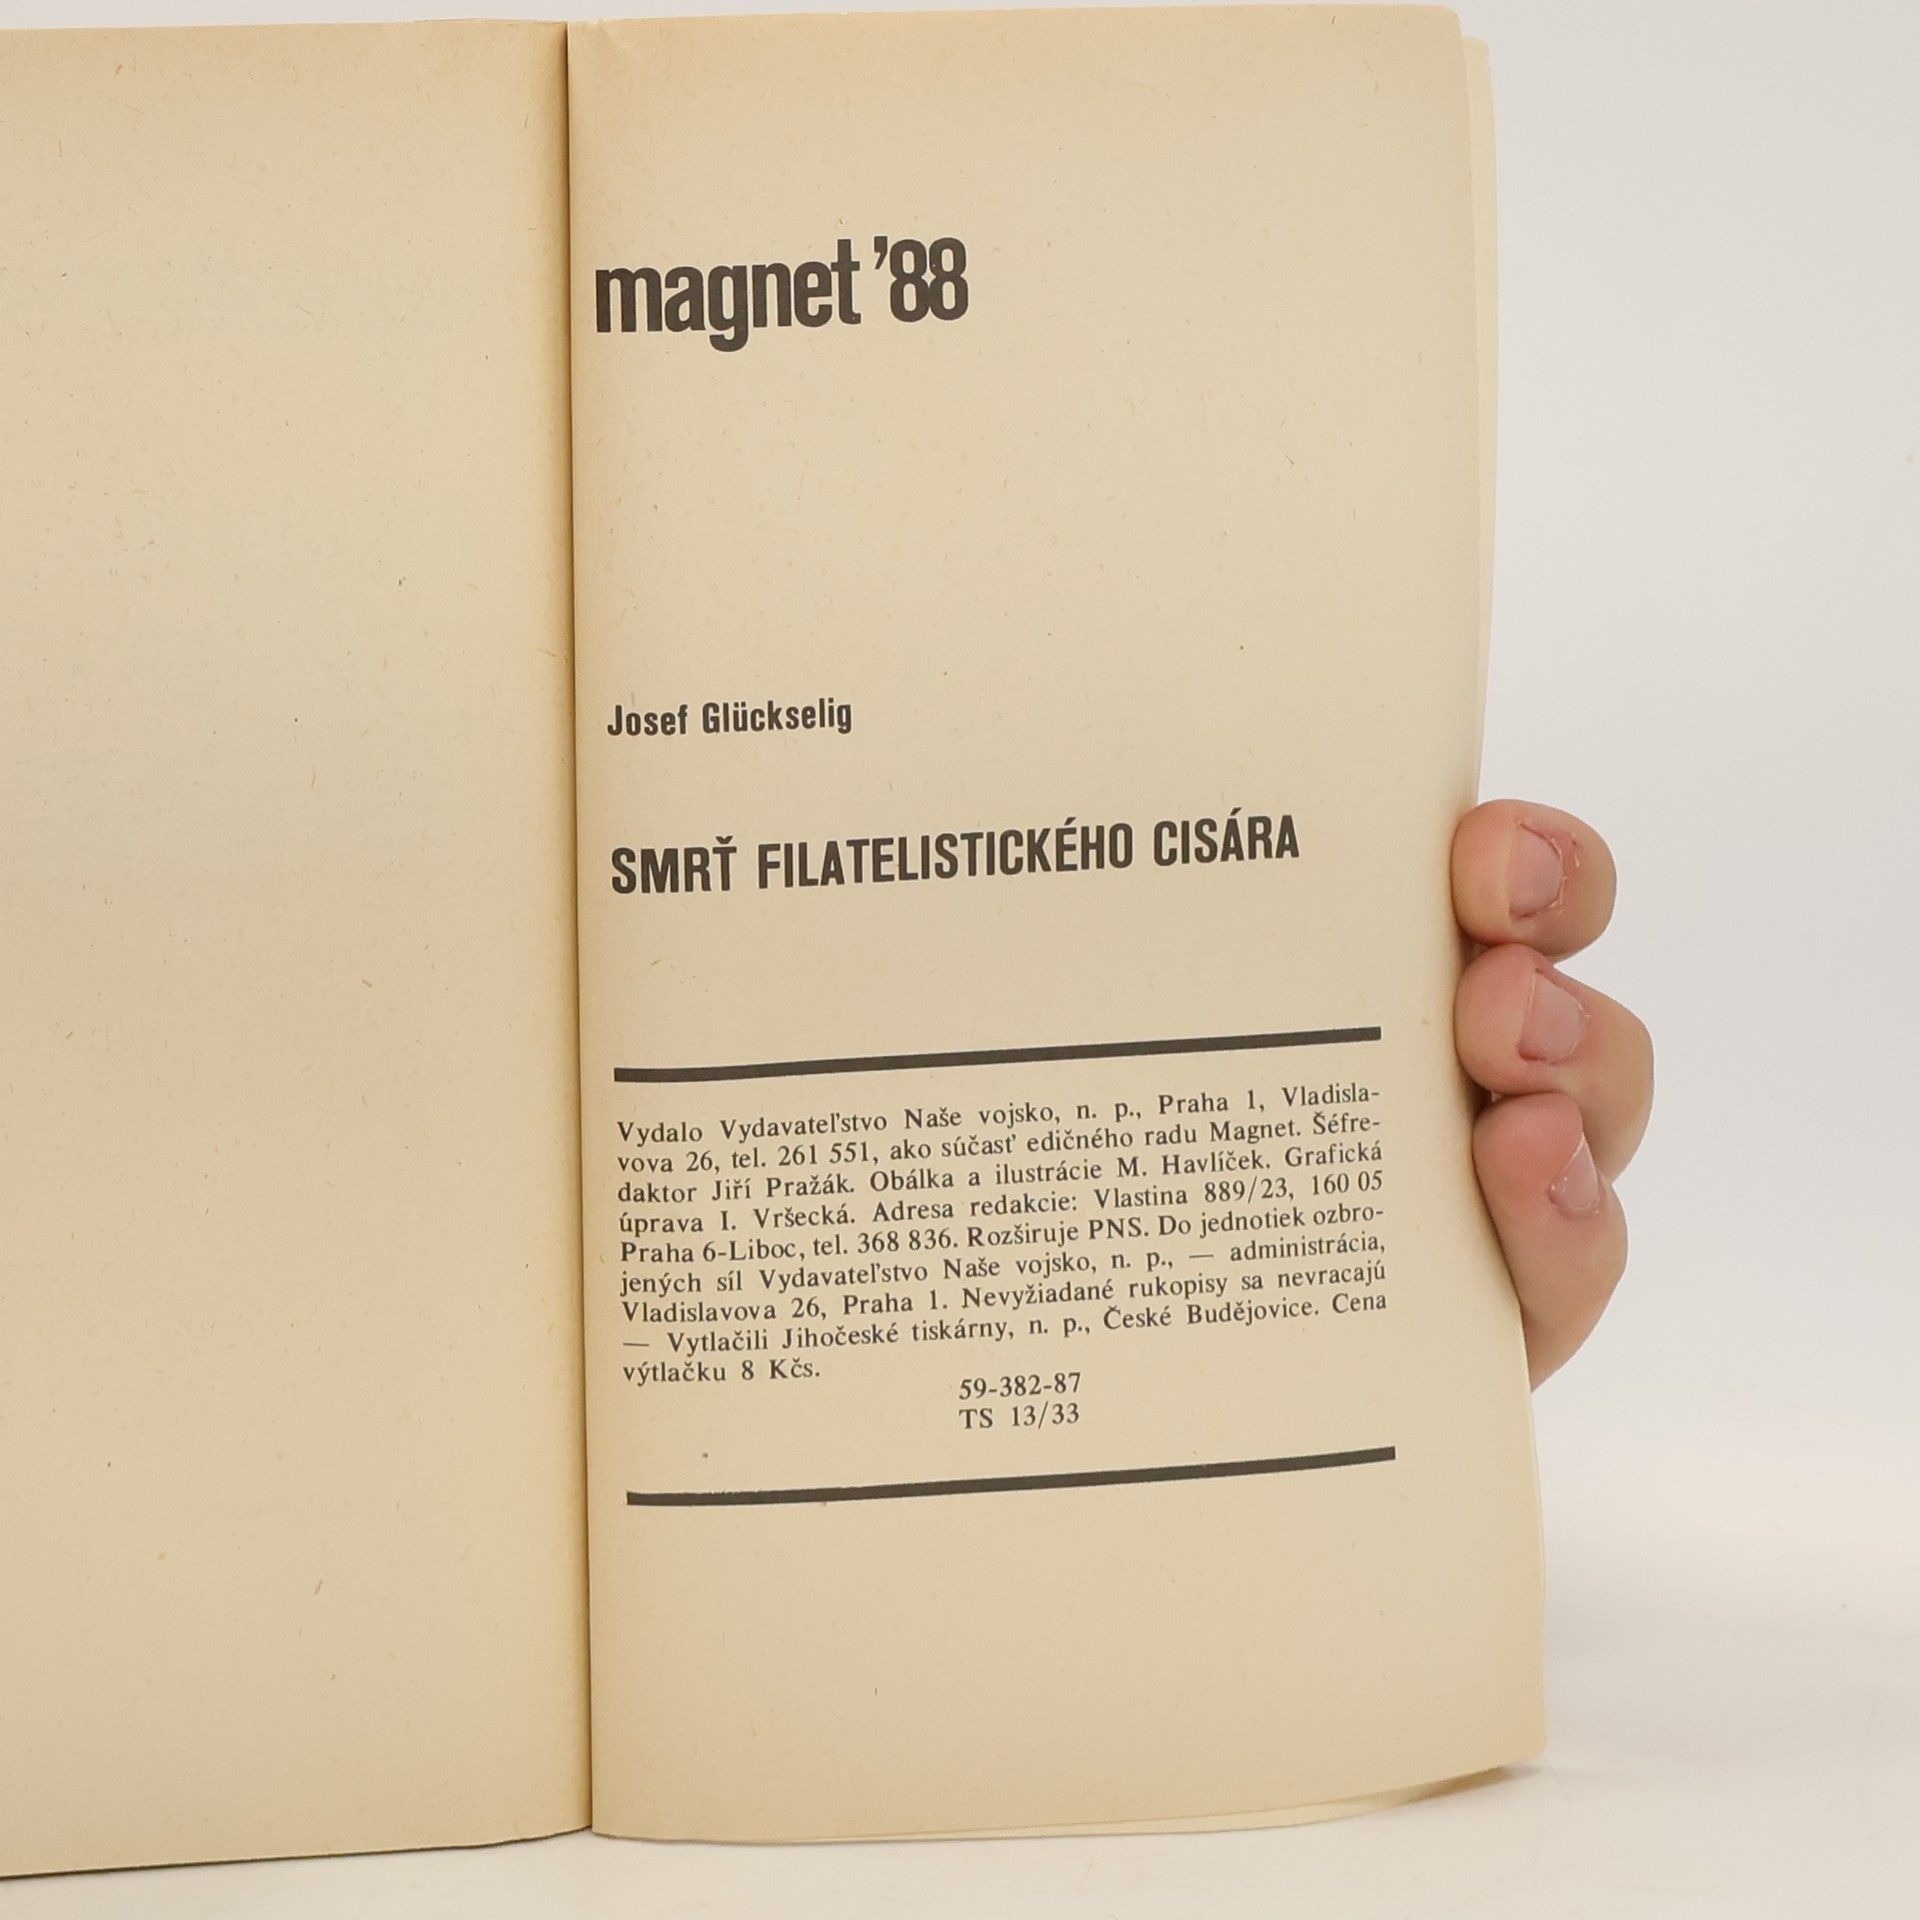 magnet ’88
Josef Glückselig
SMRŤ FILATELISTICKÉHO CISÁRA
Vydalo Vydavateľstvo Naše vojsko, n. p., Praha 1, Vladisla-
vova 26, tel. 261 551, ako súčasť edičného radu Magnet. Šéfre-
daktor Jiří Pražák. Obálka a ilustrácie M. Havlíček. Grafická
úprava I. Vršecká. Adresa redakcie: Vlastina 889/23, 160 05
Praha 6-Liboc, tel. 368 836. Rozširuje PNS. Do jednotiek ozbro-
jených síl Vydavateľstvo Naše vojsko, n. p., — administrácia,
Vladislavova 26, Praha 1. Nevyžiadané rukopisy sa nevracajú
— Vytlačili Jihočeské tiskárny, n. p., České Budějovice. Cena
výtlačku 8 Kčs.
59-382-87
TS 13/33